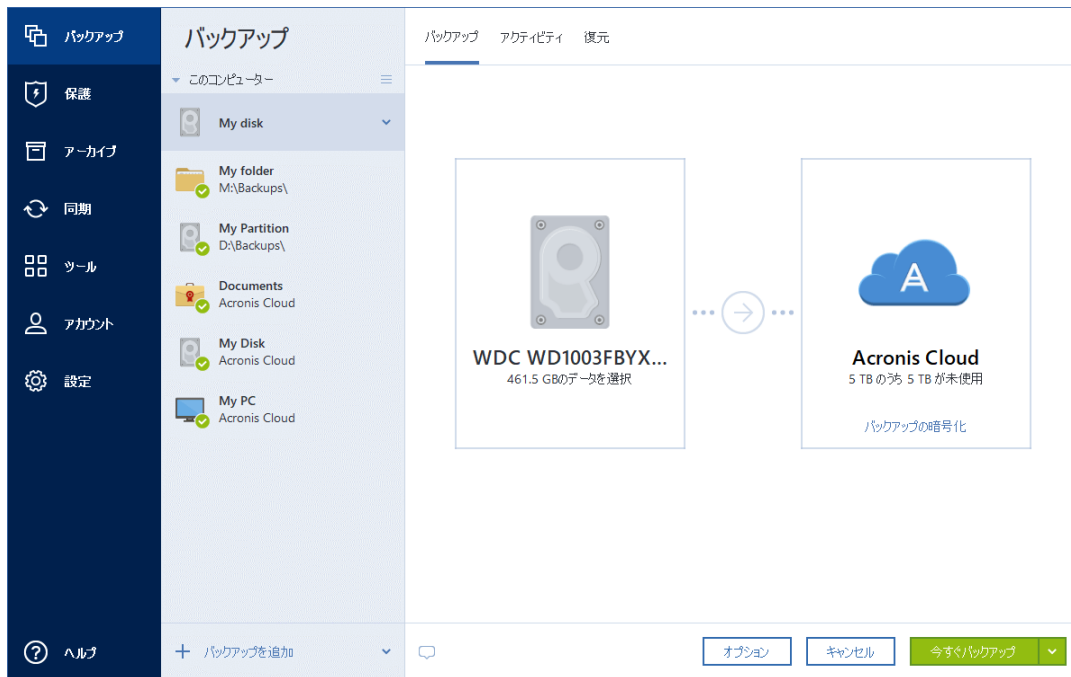 バックアップ
保護
アーカイブ
同期
ツール
アカウント
設定
ヘルプ
バックアップ
このコンピューター
My disk
My folder
M:\Backups\
My Partition
D:\Backups\
Documents
Acronis Cloud
My Disk
Acronis Cloud
My PC
Acronis Cloud
バックアップを追加
バックアップ アクティビティ 復元
WDC WD1003FBYX...
461.5 GBのデータを選択
A
Acronis Cloud
5 TB のうち 5 TB が未使用
バックアップの暗号化
オプション キャンセル 今すぐバックアップ